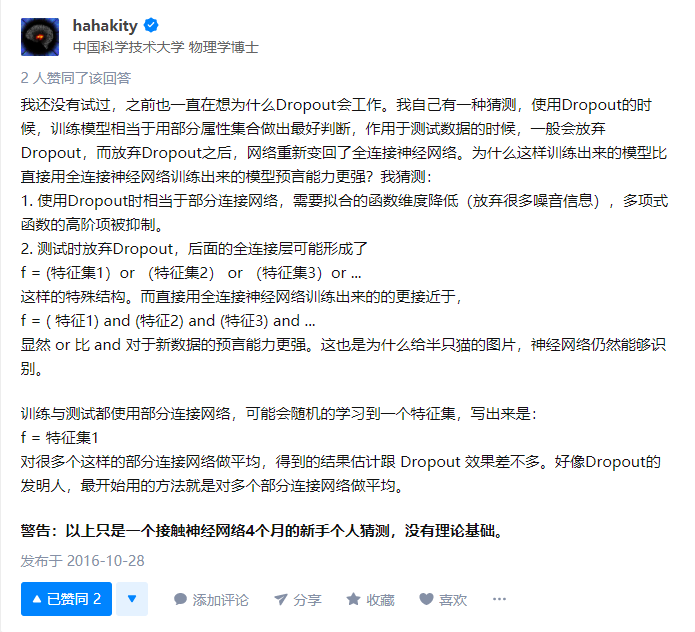 hahakity
中国科学技术大学 物理学博士
2 人赞同了该回答
我还没有试过，之前也一直在想为什么Dropout会工作。我自己有一种猜测，使用Dropout的时
候，训练模型相当于用部分属性集合做出最好判断，作用于测试数据的时候，一般会放弃
Dropout，而放弃Dropout之后，网络重新变回了全连接神经网络。为什么这样训练出来的模型比
直接用全连接神经网络训练出来的模型预言能力更强？我猜测：
1. 使用Dropout时相当于部分连接网络，需要拟合的函数维度降低（放弃很多噪音信息），多项式
函数的高阶项被抑制。
2. 测试时放弃Dropout，后面的全连接层可能形成了
f = (特征集1）or （特征集2） or （特征集3）or ...
这样的特殊结构。而直接用全连接神经网络训练出来的的更接近于，
f = ( 特征1) and (特征2) and (特征3) and ...
显然 or 比 and 对于新数据的预言能力更强。这也是为什么给半只猫的图片，神经网络仍然能够识
别。
训练与测试都使用部分连接网络，可能会随机的学习到一个特征集，写出来是：
f = 特征集1
对很多个这样的部分连接网络做平均，得到的结果估计跟 Dropout 效果差不多。好像Dropout的
发明人，最开始用的方法就是对多个部分连接网络做平均。
警告：以上只是一个接触神经网络4个月的新手个人猜测，没有理论基础。
发布于 2016-10-28
已赞同 2 添加评论 分享 收藏 喜欢 ...